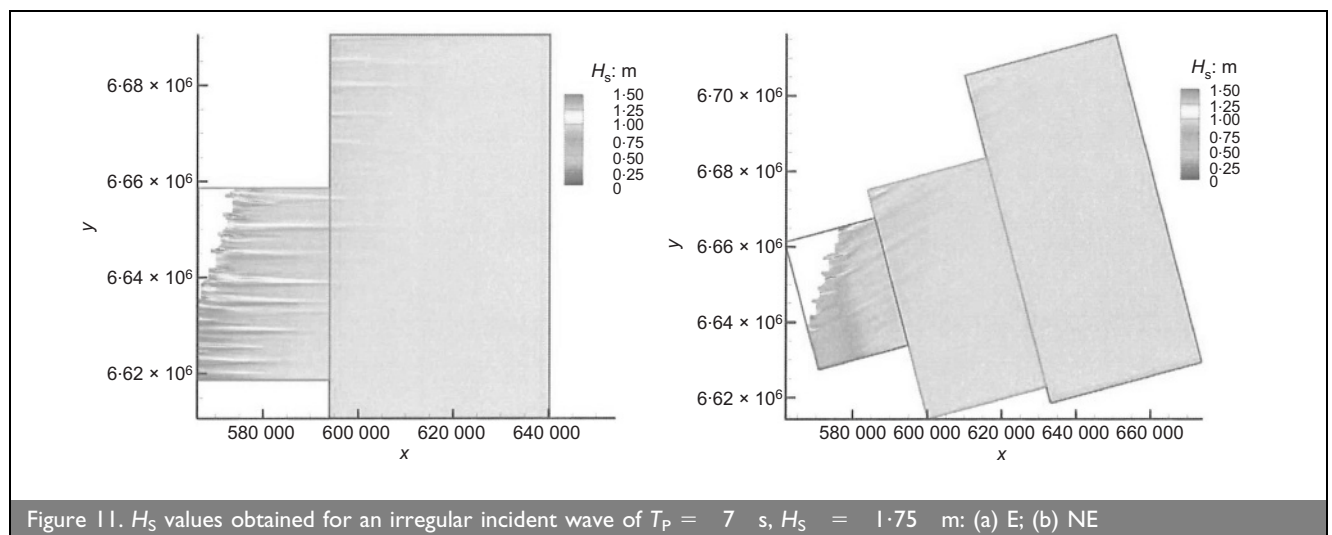 Hs: m
1·50
1·25
1·00
0·75
0·50
0·25
0
6·68 × 10⁶
6·66 × 10⁶
6·64 × 10⁶
6·62 × 10⁶
y
580 000 600 000 620 000 640 000
x
Hs: m
1·50
1·25
1·00
0·75
0·50
0·25
0
6·70 × 10⁶
6·68 × 10⁶
6·66 × 10⁶
6·64 × 10⁶
6·62 × 10⁶
y
580 000 600 000 620 000 640 000 660 000
x
Figure 11. HS values obtained for an irregular incident wave of TP = 7 s, HS = 1·75 m: (a) E; (b) NE